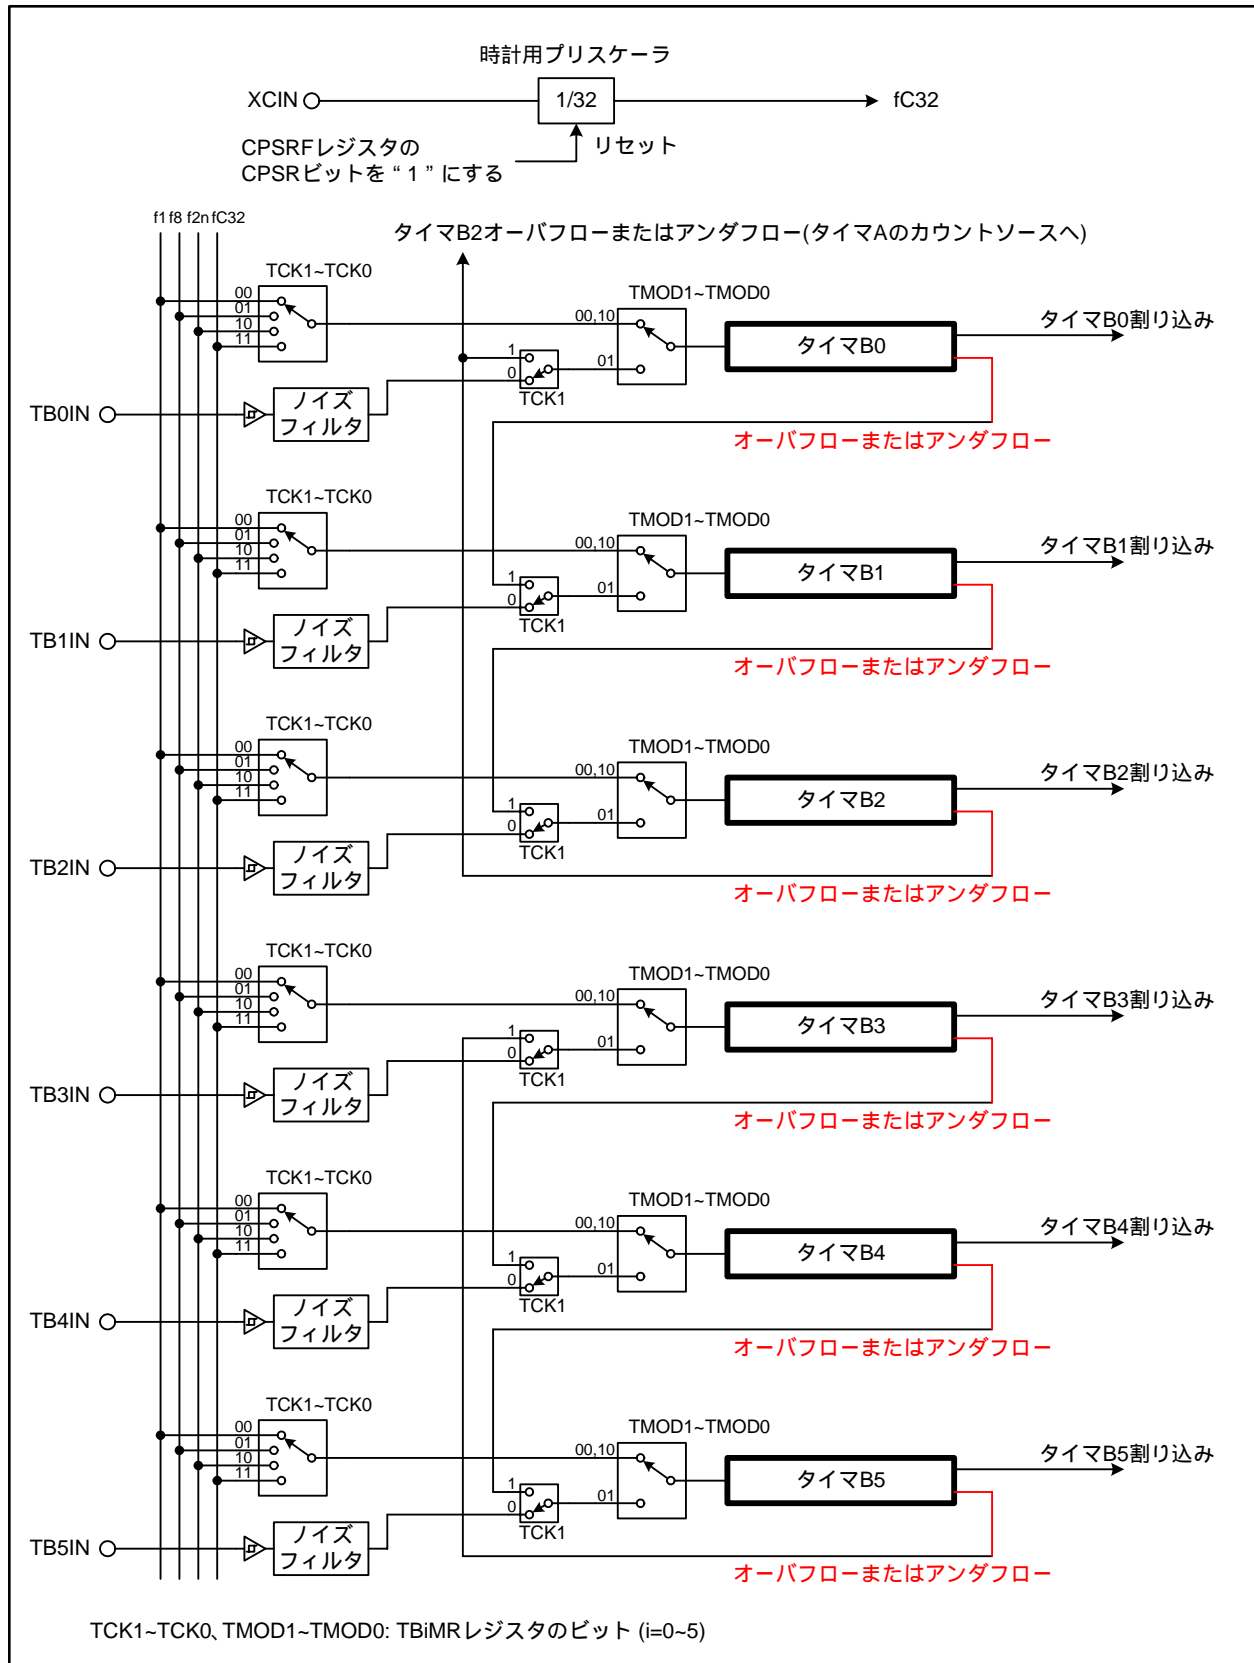 時計用プリスケーラ
XCIN
1/32
fC32
CPSRFレジスタの
CPSRビットを“1”にする
リセット
f1 f8 f2n fC32
タイマB2オーバフローまたはアンダフロー(タイマAのカウントソースへ)
TCK1~TCK0
00
01
10
11
TMOD1~TMOD0
00,10
01
1
0
TCK1
タイマB0
タイマB0割り込み
TB0IN
ノイズ
フィルタ
オーバフローまたはアンダフロー
TCK1~TCK0
00
01
10
11
TMOD1~TMOD0
00,10
01
1
0
TCK1
タイマB1
タイマB1割り込み
TB1IN
ノイズ
フィルタ
オーバフローまたはアンダフロー
TCK1~TCK0
00
01
10
11
TMOD1~TMOD0
00,10
01
1
0
TCK1
タイマB2
タイマB2割り込み
TB2IN
ノイズ
フィルタ
オーバフローまたはアンダフロー
TCK1~TCK0
00
01
10
11
TMOD1~TMOD0
00,10
01
1
0
TCK1
タイマB3
タイマB3割り込み
TB3IN
ノイズ
フィルタ
オーバフローまたはアンダフロー
TCK1~TCK0
00
01
10
11
TMOD1~TMOD0
00,10
01
1
0
TCK1
タイマB4
タイマB4割り込み
TB4IN
ノイズ
フィルタ
オーバフローまたはアンダフロー
TCK1~TCK0
00
01
10
11
TMOD1~TMOD0
00,10
01
1
0
TCK1
タイマB5
タイマB5割り込み
TB5IN
ノイズ
フィルタ
オーバフローまたはアンダフロー
TCK1~TCK0、TMOD1~TMOD0: TBiMRレジスタのビット (i=0~5)